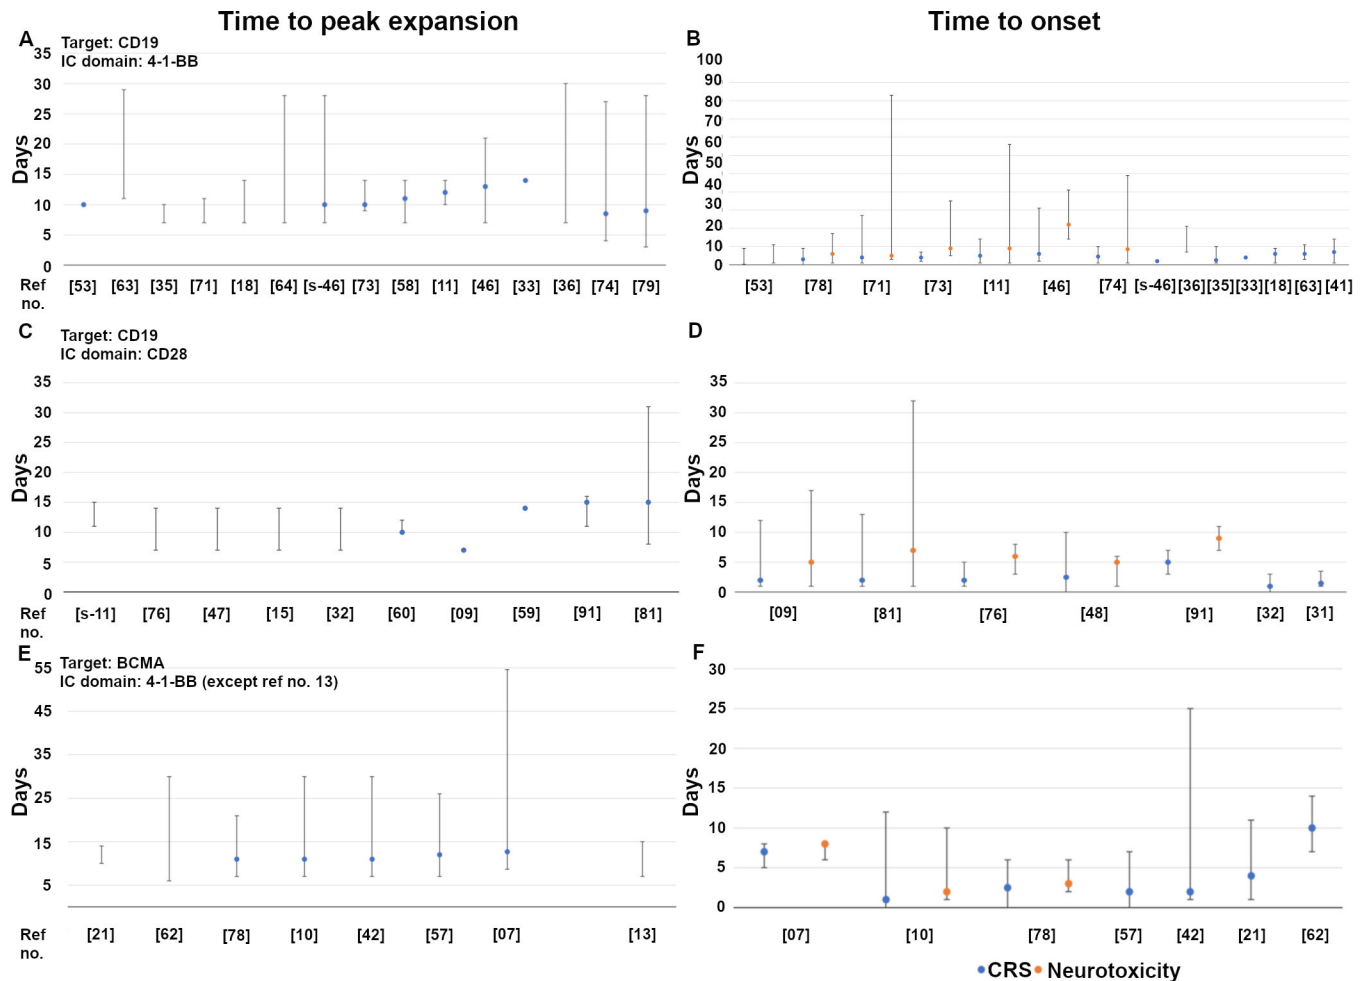 Time to peak expansion
Time to onset
A
Target: CD19
IC domain: 4-1-BB
Days
35
30
25
20
15
10
5
0
Ref no.
[53] [63] [35] [71] [18] [64] [s-46] [73] [58] [11] [46] [33] [36] [74] [79]
B
Days
100
90
80
70
60
50
40
30
20
10
0
[53] [78] [71] [73] [11] [46] [74] [s-46] [36] [35] [33] [18] [63] [41]
C
Target: CD19
IC domain: CD28
Days
35
30
25
20
15
10
5
0
Ref no.
[s-11] [76] [47] [15] [32] [60] [09] [59] [91] [81]
D
Days
35
30
25
20
15
10
5
0
[09] [81] [76] [48] [91] [32] [31]
E
Target: BCMA
IC domain: 4-1-BB (except ref no. 13)
Days
55
45
35
25
15
5
Ref no.
[21] [62] [78] [10] [42] [57] [07] [13]
F
Days
30
25
20
15
10
5
0
[07] [10] [78] [57] [42] [21] [62]
CRS Neurotoxicity